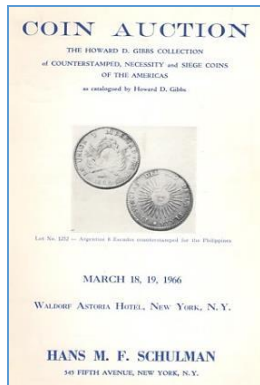 COIN AUCTION
THE HOWARD D. GIBBS COLLECTION
of COUNTERSTAMPED, NECESSITY and SIEGE COINS
OF THE AMERICAS
as catalogued by Howard D. Gibbs
Lot No. 1252 — Argentine 8 Escudos counterstamped for the Philippines
MARCH 18, 19, 1966
WALDORF ASTORIA HOTEL, NEW YORK, N.Y.
HANS M. F. SCHULMAN
545 FIFTH AVENUE, NEW YORK, N.Y.